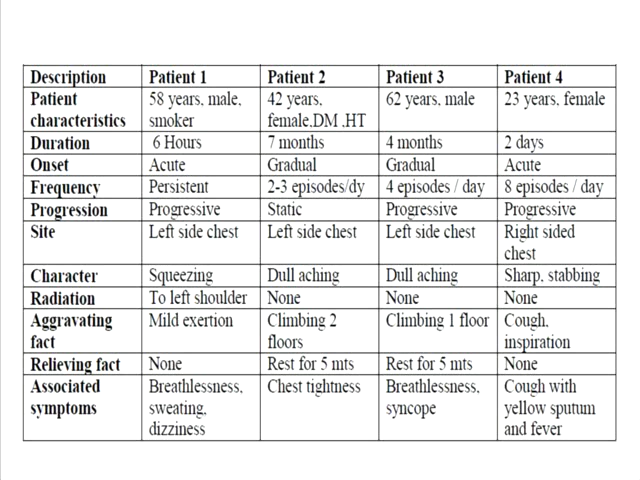 Description Patient 1 Patient 2 Patient 3 Patient 4
Patient characteristics 58 years, male, smoker 42 years, female,DM ,HT 62 years, male 23 years, female
Duration 6 Hours 7 months 4 months 2 days
Onset Acute Gradual Gradual Acute
Frequency Persistent 2-3 episodes/dy 4 episodes / day 8 episodes / day
Progression Progressive Static Progressive Progressive
Site Left side chest Left side chest Left side chest Right sided chest
Character Squeezing Dull aching Dull aching Sharp, stabbing
Radiation To left shoulder None None None
Aggravating fact Mild exertion Climbing 2 floors Climbing 1 floor Cough, inspiration
Relieving fact None Rest for 5 mts Rest for 5 mts None
Associated symptoms Breathlessness, sweating, dizziness Chest tightness Breathlessness, syncope Cough with yellow sputum and fever